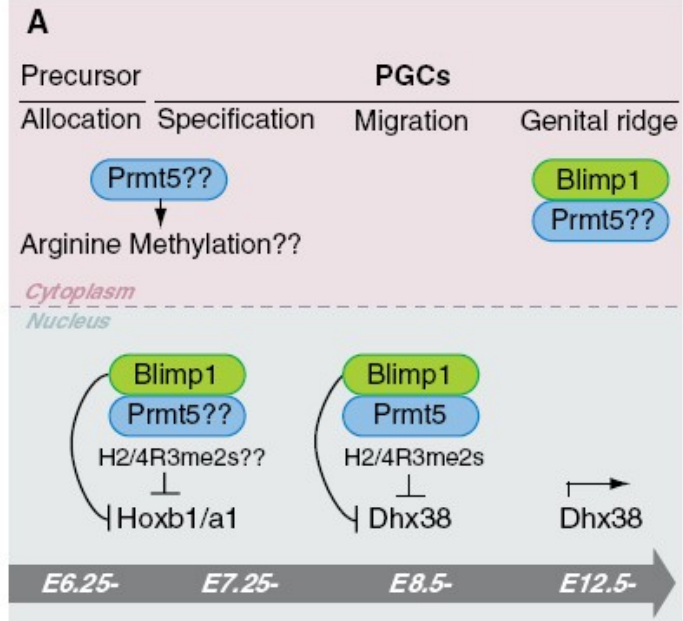 A
Precursor PGCs
Allocation Specification Migration Genital ridge
Prmt5?? Blimp1
Prmt5??
Arginine Methylation??
Cytoplasm
Nucleus
Blimp1 Blimp1
Prmt5?? Prmt5
H2/4R3me2s?? H2/4R3me2s
Hoxb1/a1 Dhx38 Dhx38
E6.25- E7.25- E8.5- E12.5-